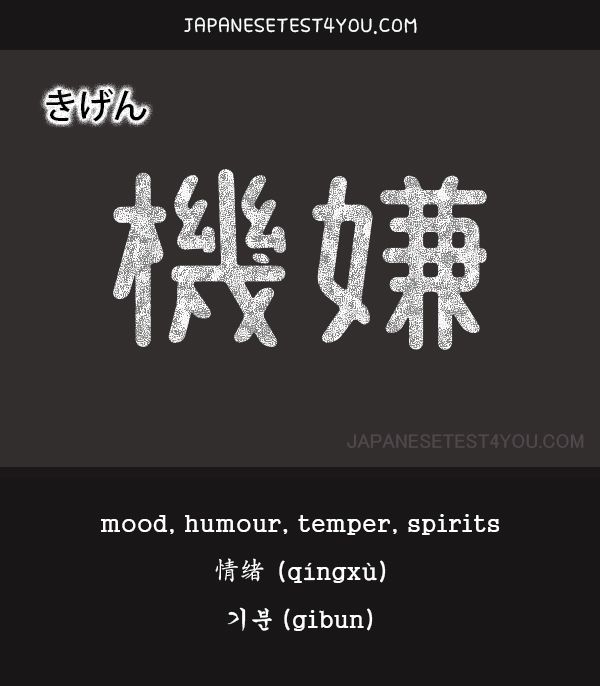 JAPANESETEST4YOU.COM
きげん
機嫌
JAPANESETEST4YOU.COM
mood, humour, temper, spirits
情绪 (qíngxù)
기분 (gibun)